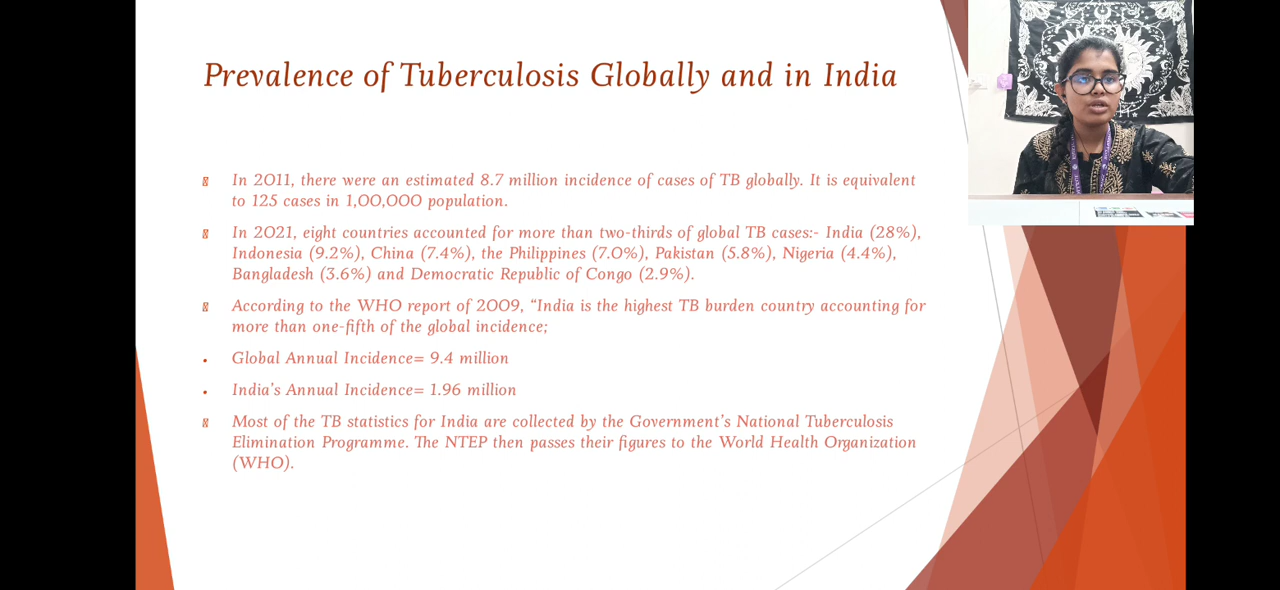 Prevalence of Tuberculosis Globally and in India
In 2011, there were an estimated 8.7 million incidence of cases of TB globally. It is equivalent
to 125 cases in 1,00,000 population.
In 2021, eight countries accounted for more than two-thirds of global TB cases:- India (28%),
Indonesia (9.2%), China (7.4%), the Philippines (7.0%), Pakistan (5.8%), Nigeria (4.4%),
Bangladesh (3.6%) and Democratic Republic of Congo (2.9%).
According to the WHO report of 2009, “India is the highest TB burden country accounting for
more than one-fifth of the global incidence;
• Global Annual Incidence= 9.4 million
• India’s Annual Incidence= 1.96 million
Most of the TB statistics for India are collected by the Government’s National Tuberculosis
Elimination Programme. The NTEP then passes their figures to the World Health Organization
(WHO).